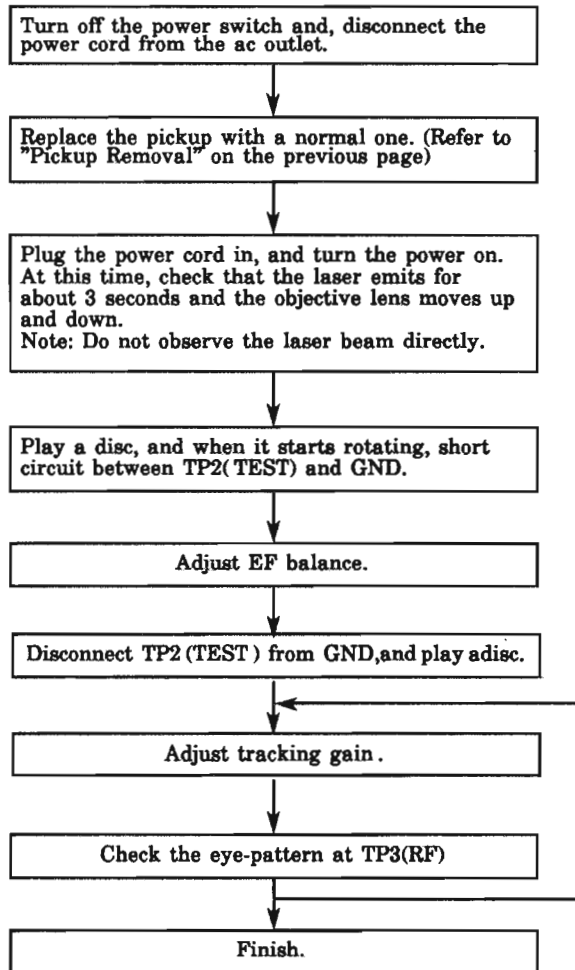 Turn off the power switch and, disconnect the
power cord from the ac outlet.
Replace the pickup with a normal one. (Refer to
"Pickup Removal" on the previous page)
Plug the power cord in, and turn the power on.
At this time, check that the laser emits for
about 3 seconds and the objective lens moves up
and down.
Note: Do not observe the laser beam directly.
Play a disc, and when it starts rotating, short
circuit between TP2(TEST) and GND.
Adjust EF balance.
Disconnect TP2(TEST) from GND,and play adisc.
Adjust tracking gain.
Check the eye-pattern at TP3(RF)
Finish.